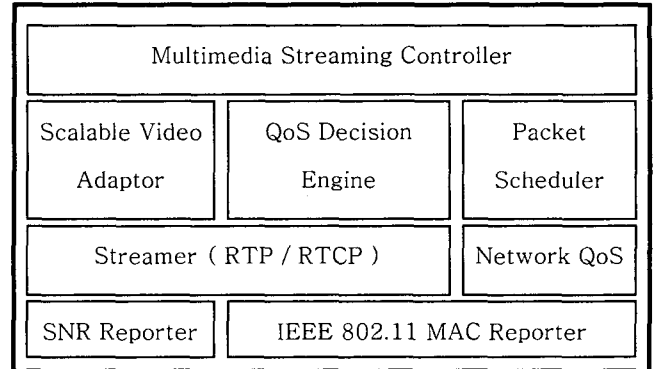 Multimedia Streaming Controller
Scalable Video
Adaptor
QoS Decision
Engine
Packet
Scheduler
Streamer ( RTP / RTCP )
Network QoS
SNR Reporter
IEEE 802.11 MAC Reporter